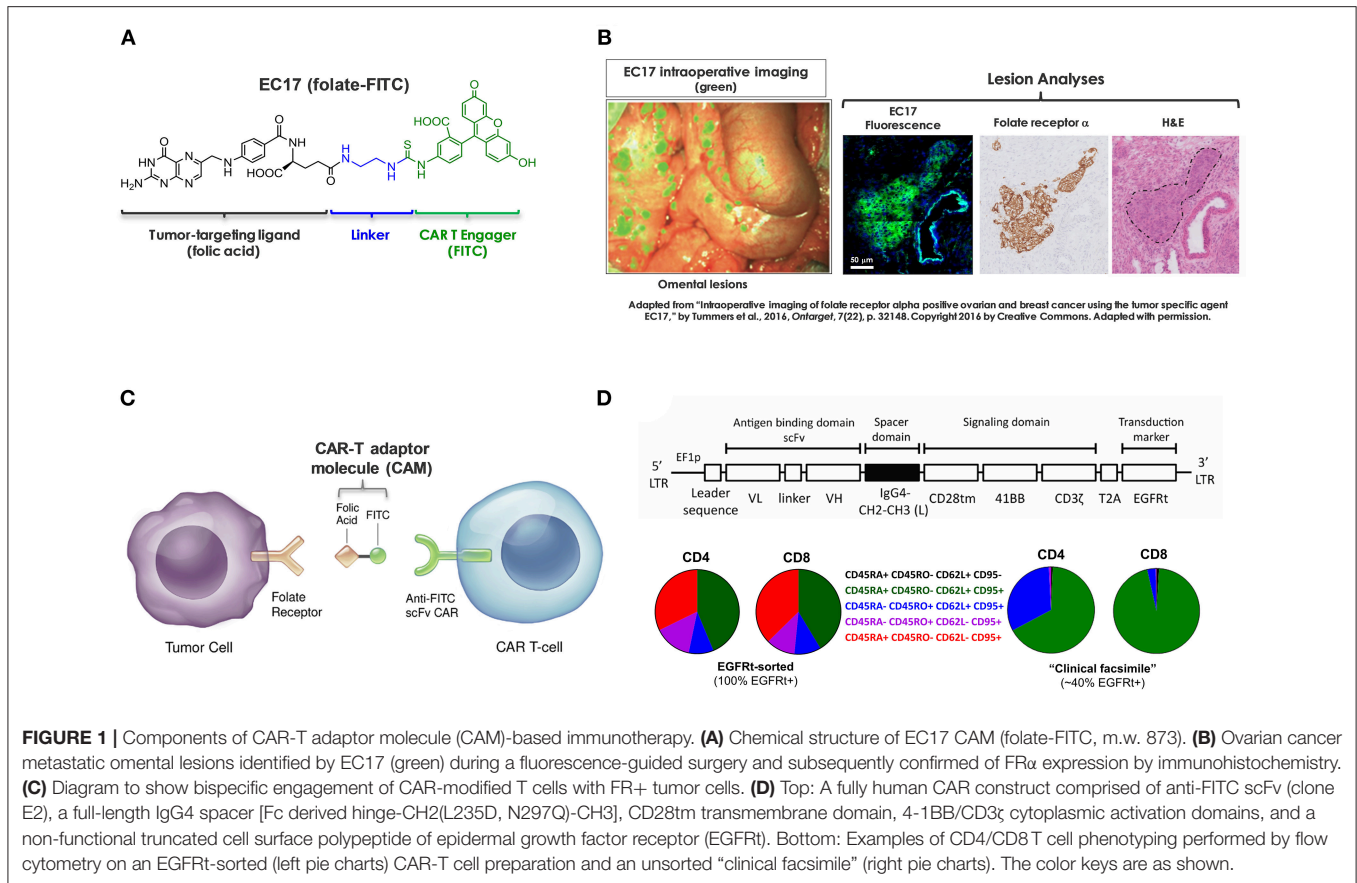 A
EC17 (folate-FITC)
O
HN
H2N
N
N
N
N
H
O
N
H
HOOC
O
H
N
N
H
S
N
H
HOOC
O
O
OH
Tumor-targeting ligand
(folic acid)
Linker
CAR T Engager
(FITC)
B
EC17 intraoperative imaging
(green)
Omental lesions
Lesion Analyses
EC17
Fluorescence
Folate receptor α
H&E
50 µm
Adapted from "Intraoperative imaging of folate receptor alpha positive ovarian and breast cancer using the tumor specific agent
EC17," by Tummers et al., 2016, Ontarget, 7(22), p. 32148. Copyright 2016 by Creative Commons. Adapted with permission.
C
CAR-T adaptor
molecule (CAM)
Folic
Acid
FITC
Folate
Receptor
Anti-FITC
scFv CAR
Tumor Cell
CAR T-cell
D
Antigen binding domain
scFv
Spacer
domain
Signaling domain
Transduction
marker
5'
LTR
EF1p
3'
LTR
Leader
sequence
VL
linker
VH
IgG4-
CH2-CH3 (L)
CD28tm
41BB
CD3ζ
T2A
EGFRt
CD4
CD8
CD45RA+ CD45RO- CD62L+ CD95-
CD45RA+ CD45RO- CD62L+ CD95+
CD45RA- CD45RO+ CD62L+ CD95+
CD45RA- CD45RO+ CD62L- CD95+
CD45RA+ CD45RO- CD62L- CD95+
CD4
CD8
EGFRt-sorted
(100% EGFRt+)
"Clinical facsimile"
(~40% EGFRt+)
FIGURE 1 | Components of CAR-T adaptor molecule (CAM)-based immunotherapy. (A) Chemical structure of EC17 CAM (folate-FITC, m.w. 873). (B) Ovarian cancer
metastatic omental lesions identified by EC17 (green) during a fluorescence-guided surgery and subsequently confirmed of FRα expression by immunohistochemistry.
(C) Diagram to show bispecific engagement of CAR-modified T cells with FR+ tumor cells. (D) Top: A fully human CAR construct comprised of anti-FITC scFv (clone
E2), a full-length IgG4 spacer [Fc derived hinge-CH2(L235D, N297Q)-CH3], CD28tm transmembrane domain, 4-1BB/CD3ζ cytoplasmic activation domains, and a
non-functional truncated cell surface polypeptide of epidermal growth factor receptor (EGFRt). Bottom: Examples of CD4/CD8 T cell phenotyping performed by flow
cytometry on an EGFRt-sorted (left pie charts) CAR-T cell preparation and an unsorted "clinical facsimile" (right pie charts). The color keys are as shown.